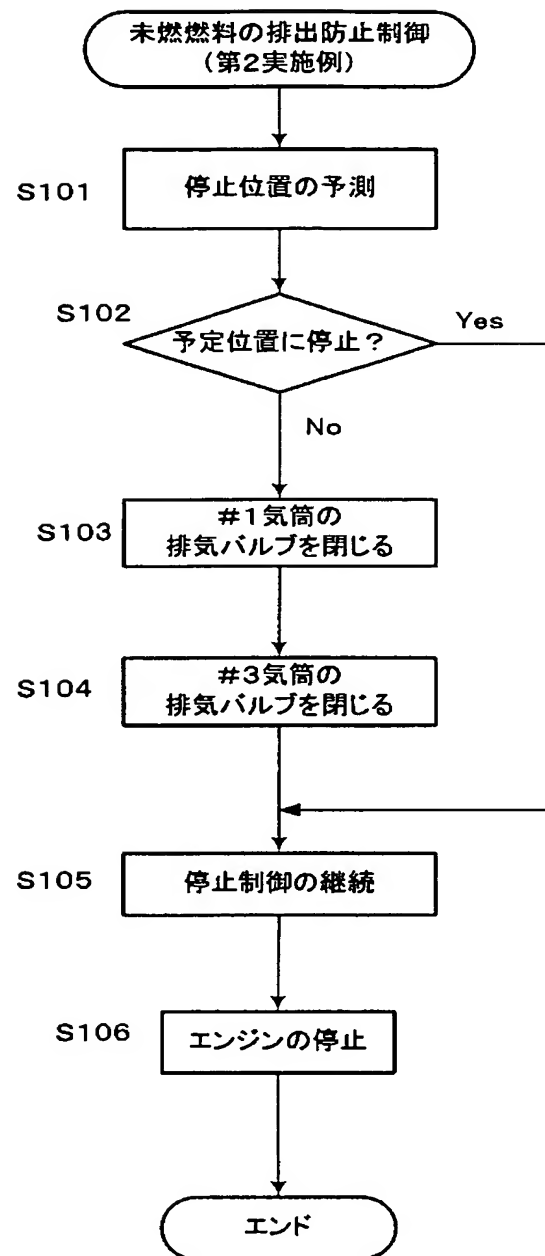 未燃燃料の排出防止制御
(第2実施例)
S101
停止位置の予測
S102
予定位置に停止?
Yes
No
S103
#1気筒の
排気バルブを閉じる
S104
#3気筒の
排気バルブを閉じる
S105
停止制御の継続
S106
エンジンの停止
エンド